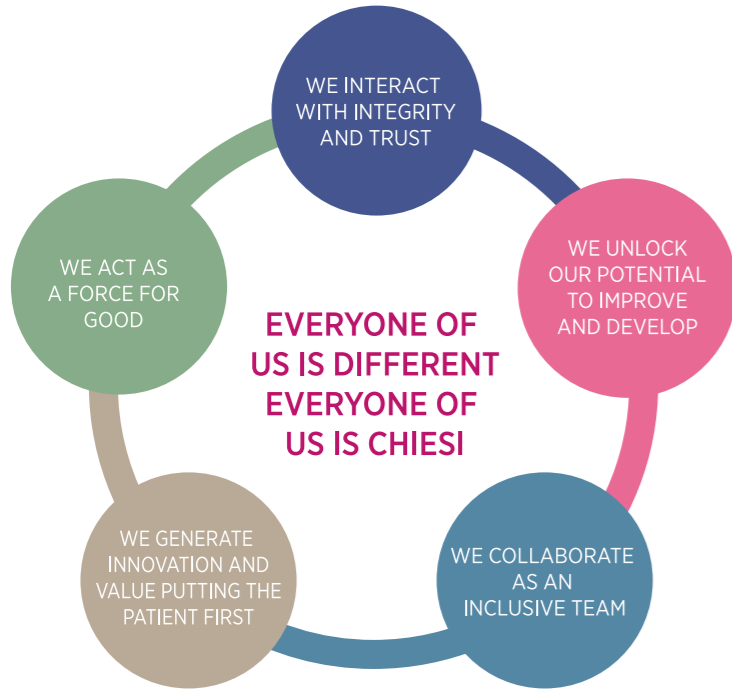 WE INTERACT
WITH INTEGRITY
AND TRUST
WE UNLOCK
OUR POTENTIAL
TO IMPROVE
AND DEVELOP
WE COLLABORATE
AS AN
INCLUSIVE TEAM
WE GENERATE
INNOVATION AND
VALUE PUTTING THE
PATIENT FIRST
WE ACT AS
A FORCE FOR
GOOD
EVERYONE OF
US IS DIFFERENT
EVERYONE OF
US IS CHIESI